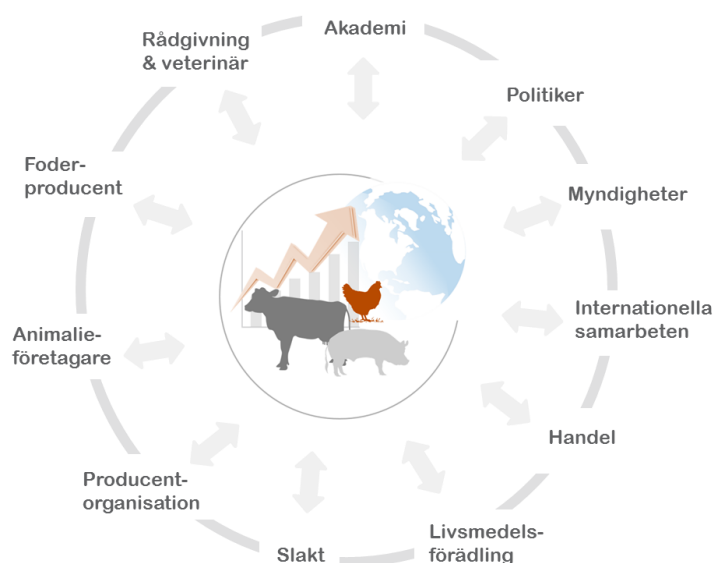 Akademi
Rådgivning
& veterinär
Politiker
Foder-
producent
Myndigheter
Internationella
samarbeten
Animalie-
företagare
Handel
Producent-
organisation
Livsmedels-
förädling
Slakt